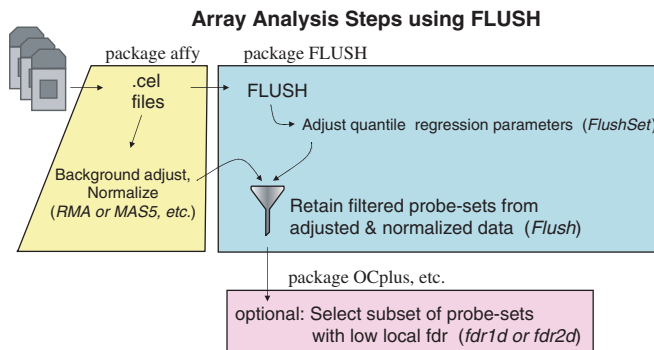 Array Analysis Steps using FLUSH
package affy
package FLUSH
.cel
files
FLUSH
Adjust quantile regression parameters (FlushSet)
Background adjust,
Normalize
(RMA or MAS5, etc.)
Retain filtered probe-sets from
adjusted & normalized data (Flush)
package OCplus, etc.
optional: Select subset of probe-sets
with low local fdr (fdr1d or fdr2d)